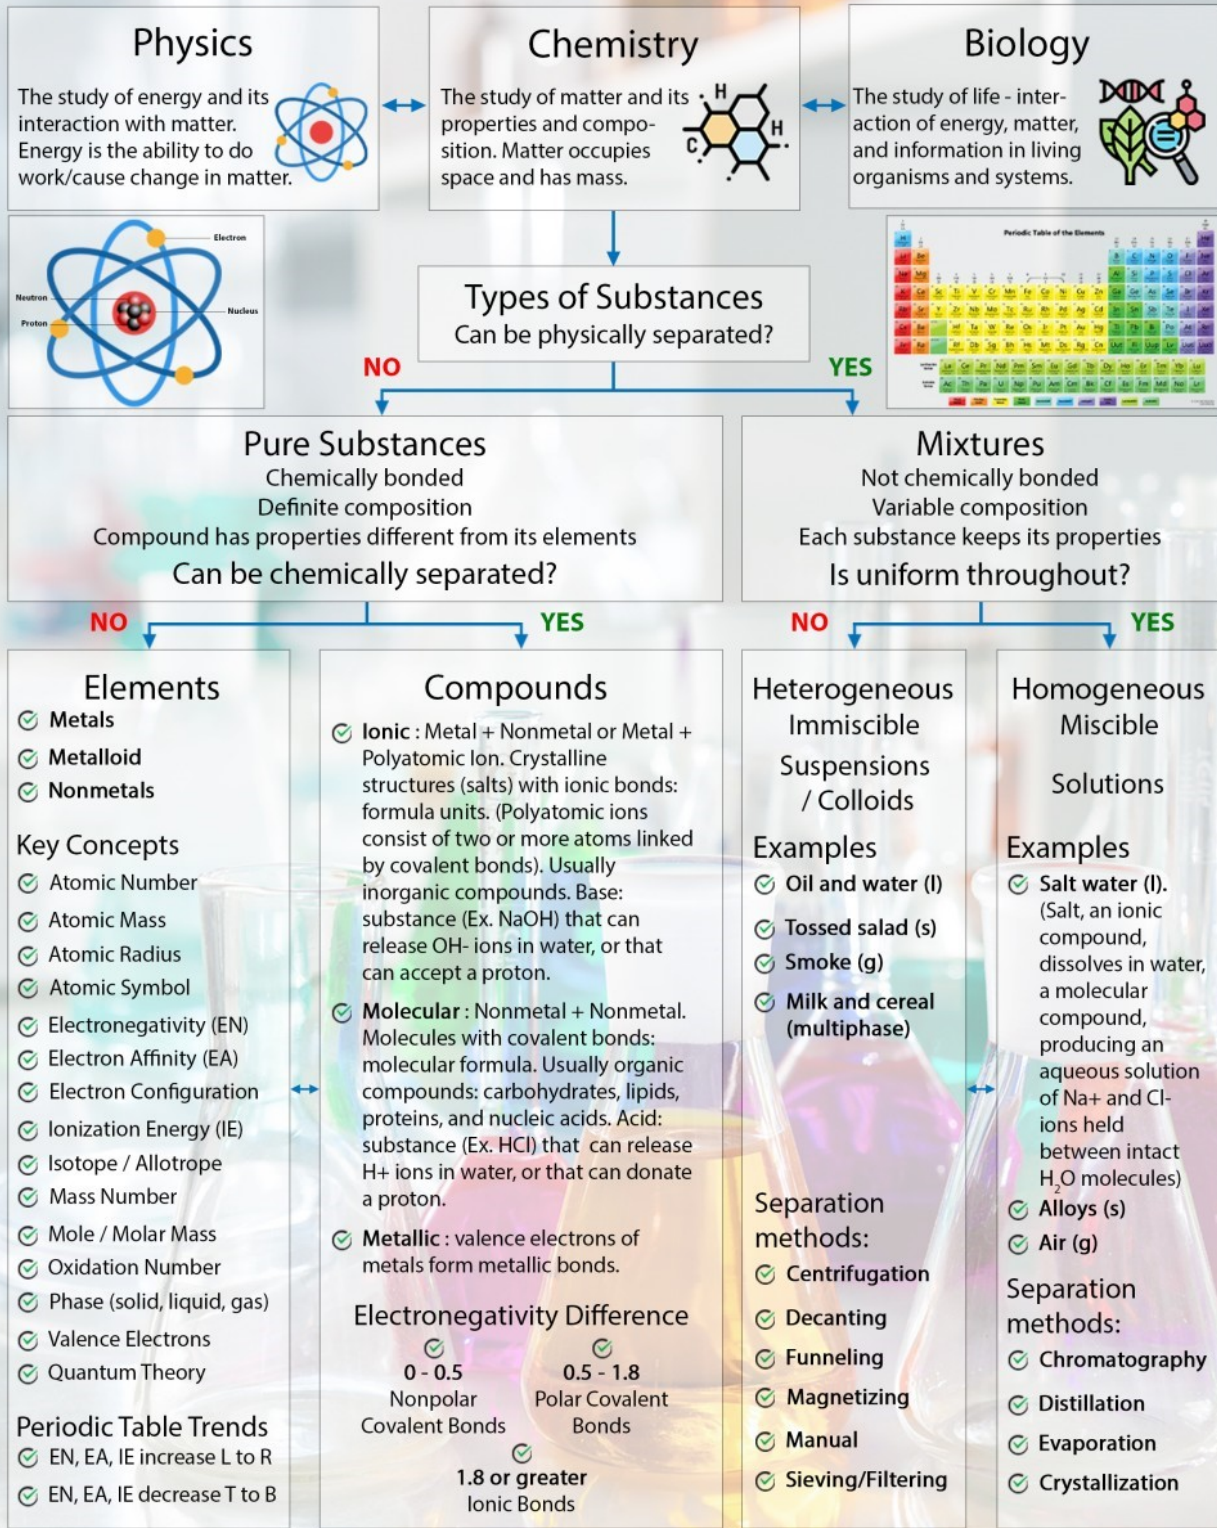 Physics
The study of energy and its
interaction with matter.
Energy is the ability to do
work/cause change in matter.
Chemistry
The study of matter and its
properties and compo-
sition. Matter occupies
space and has mass.
H
H
C
Biology
The study of life - inter-
action of energy, matter,
and information in living
organisms and systems.
Electron
Neutron
Nucleus
Proton
Periodic Table of the Elements
Types of Substances
Can be physically separated?
NO
YES
Pure Substances
Chemically bonded
Definite composition
Compound has properties different from its elements
Can be chemically separated?
Mixtures
Not chemically bonded
Variable composition
Each substance keeps its properties
Is uniform throughout?
NO
YES
NO
YES
Elements
Metals
Metalloid
Nonmetals
Key Concepts
Atomic Number
Atomic Mass
Atomic Radius
Atomic Symbol
Electronegativity (EN)
Electron Affinity (EA)
Electron Configuration
Ionization Energy (IE)
Isotope / Allotrope
Mass Number
Mole / Molar Mass
Oxidation Number
Phase (solid, liquid, gas)
Valence Electrons
Quantum Theory
Periodic Table Trends
EN, EA, IE increase L to R
EN, EA, IE decrease T to B
Compounds
Ionic : Metal + Nonmetal or Metal +
Polyatomic Ion. Crystalline
structures (salts) with ionic bonds:
formula units. (Polyatomic ions
consist of two or more atoms linked
by covalent bonds). Usually
inorganic compounds. Base:
substance (Ex. NaOH) that can
release OH- ions in water, or that
can accept a proton.
Molecular : Nonmetal + Nonmetal.
Molecules with covalent bonds:
molecular formula. Usually organic
compounds: carbohydrates, lipids,
proteins, and nucleic acids. Acid:
substance (Ex. HCl) that can release
H+ ions in water, or that can donate
a proton.
Metallic : valence electrons of
metals form metallic bonds.
Electronegativity Difference
0 - 0.5
Nonpolar
Covalent Bonds
0.5 - 1.8
Polar Covalent
Bonds
1.8 or greater
Ionic Bonds
Heterogeneous
Immiscible
Suspensions
/ Colloids
Examples
Oil and water (l)
Tossed salad (s)
Smoke (g)
Milk and cereal
(multiphase)
Separation
methods:
Centrifugation
Decanting
Funneling
Magnetizing
Manual
Sieving/Filtering
Homogeneous
Miscible
Solutions
Examples
Salt water (l).
(Salt, an ionic
compound,
dissolves in water,
a molecular
compound,
producing an
aqueous solution
of Na+ and Cl-
ions held
between intact
H₂O molecules)
Alloys (s)
Air (g)
Separation
methods:
Chromatography
Distillation
Evaporation
Crystallization